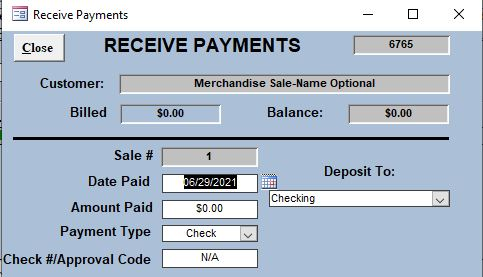 Receive Payments
Close
RECEIVE PAYMENTS
6765
Customer: Merchandise Sale-Name Optional
Billed $0.00 Balance: $0.00
Sale # 1
Deposit To:
Date Paid 06/29/2021
Checking
Amount Paid $0.00
Payment Type Check
Check #/Approval Code N/A